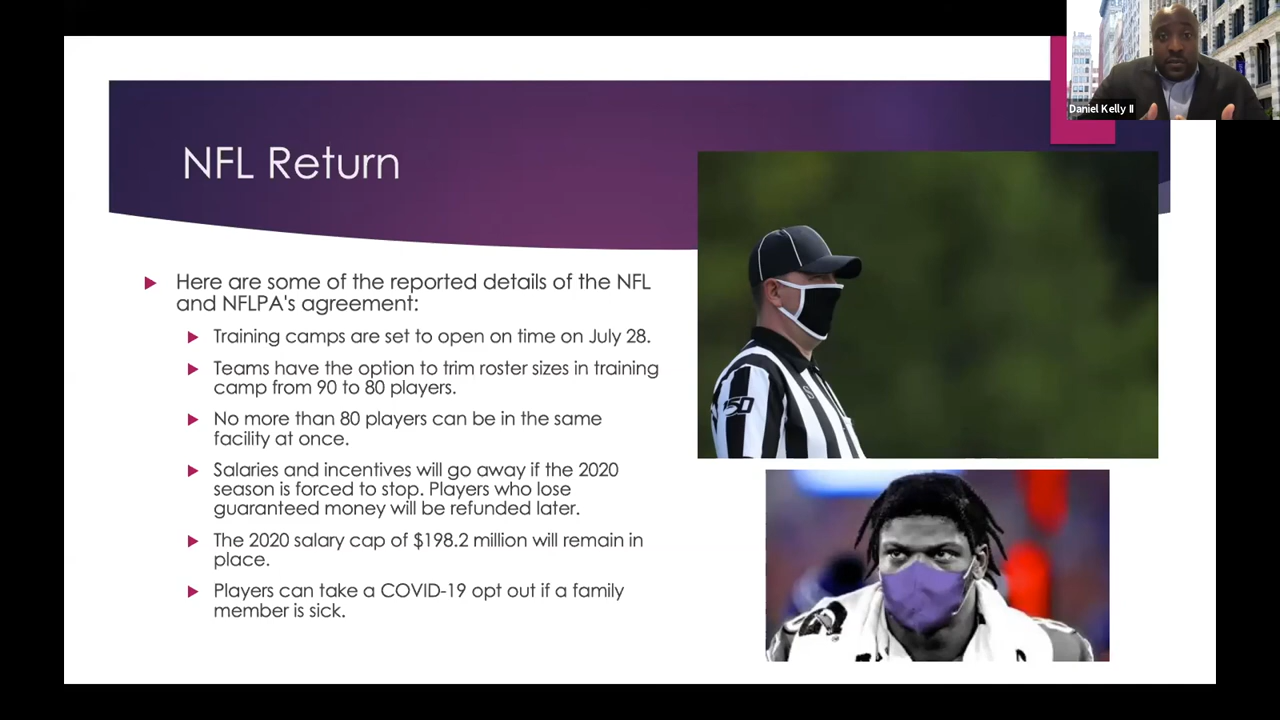 Daniel Kelly II
NFL Return
Here are some of the reported details of the NFL
and NFLPA's agreement:
Training camps are set to open on time on July 28.
Teams have the option to trim roster sizes in training
camp from 90 to 80 players.
No more than 80 players can be in the same
facility at once.
Salaries and incentives will go away if the 2020
season is forced to stop. Players who lose
guaranteed money will be refunded later.
The 2020 salary cap of $198.2 million will remain in
place.
Players can take a COVID-19 opt out if a family
member is sick.
S
150